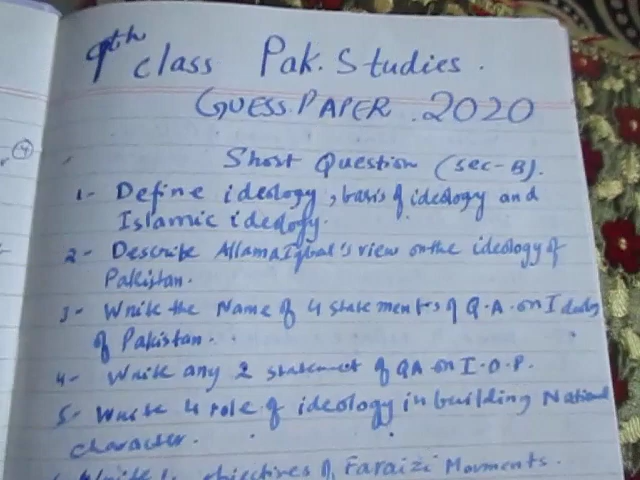 9th class Pak. Studies.
GUESS PAPER. 2020
Short Question (sec-B).
1- Define ideology, basis of ideology and
Islamic ideology.
2- Describe Allama Iqbal's view on the ideology of
Pakistan.
3- Write the Name of 4 statements of Q.A. on Ideology
of Pakistan.
4- Write any 2 statement of QA on I.O.P.
5- Write 4 role of ideology in building National
character.
Write objectives of Faraizi Movments.